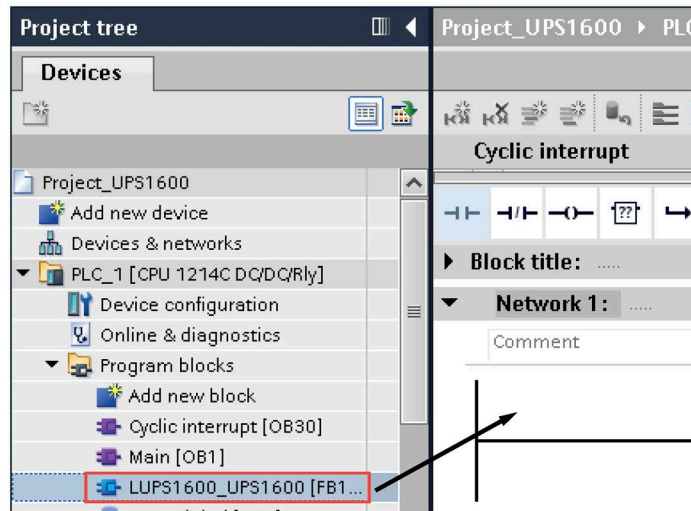 Project tree
Project_UPS1600 PLC
Devices
Cyclic interrupt
Project_UPS1600
Add new device
??
Devices & networks
Block title: .....
PLC_1 [CPU 1214C DC/DC/Rly]
Network 1: .....
Device configuration
Online & diagnostics
Comment
Program blocks
Add new block
Cyclic interrupt [OB30]
Main [OB1]
LUPS1600_UPS1600 [FB1...